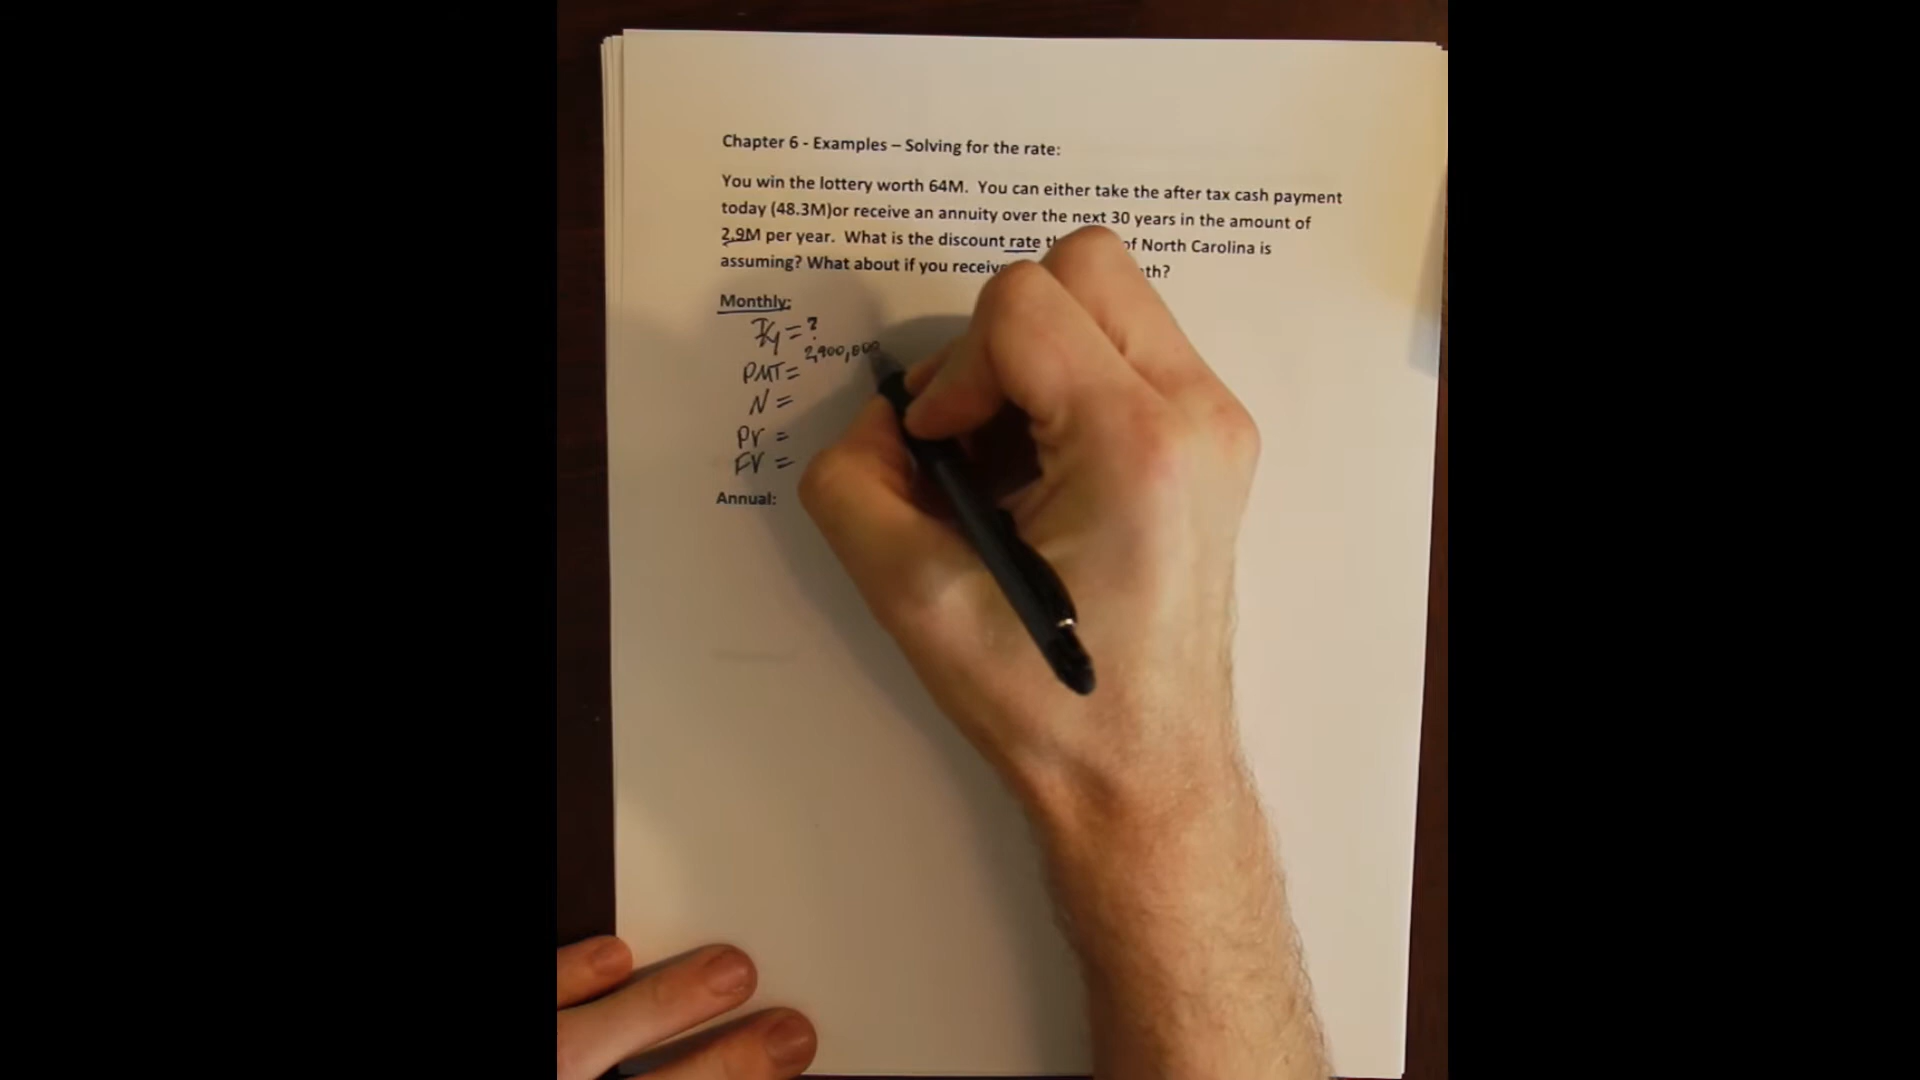 Chapter 6 - Examples – Solving for the rate:
You win the lottery worth 64M. You can either take the after tax cash payment
today (48.3M)or receive an annuity over the next 30 years in the amount of
2.9M per year. What is the discount rate of North Carolina is
assuming? What about if you
Monthly:
I/Y = ?
2,900,000
PMT =
N =
PV =
FV =
Annual: